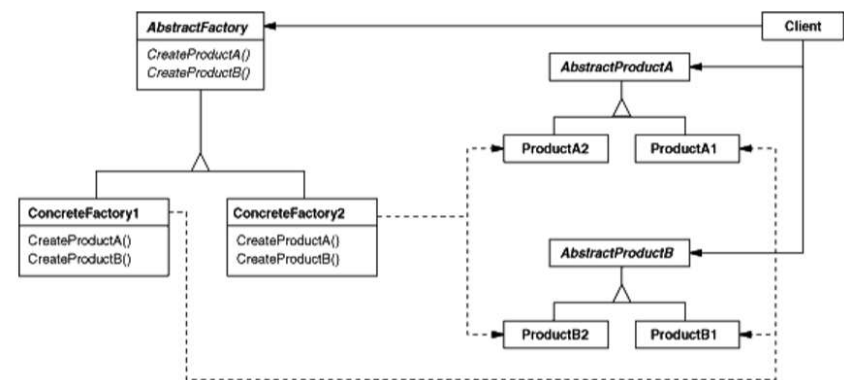 AbstractFactory
CreateProductA()
CreateProductB()
Client
AbstractProductA
ProductA2
ProductA1
ConcreteFactory1
CreateProductA()
CreateProductB()
ConcreteFactory2
CreateProductA()
CreateProductB()
AbstractProductB
ProductB2
ProductB1